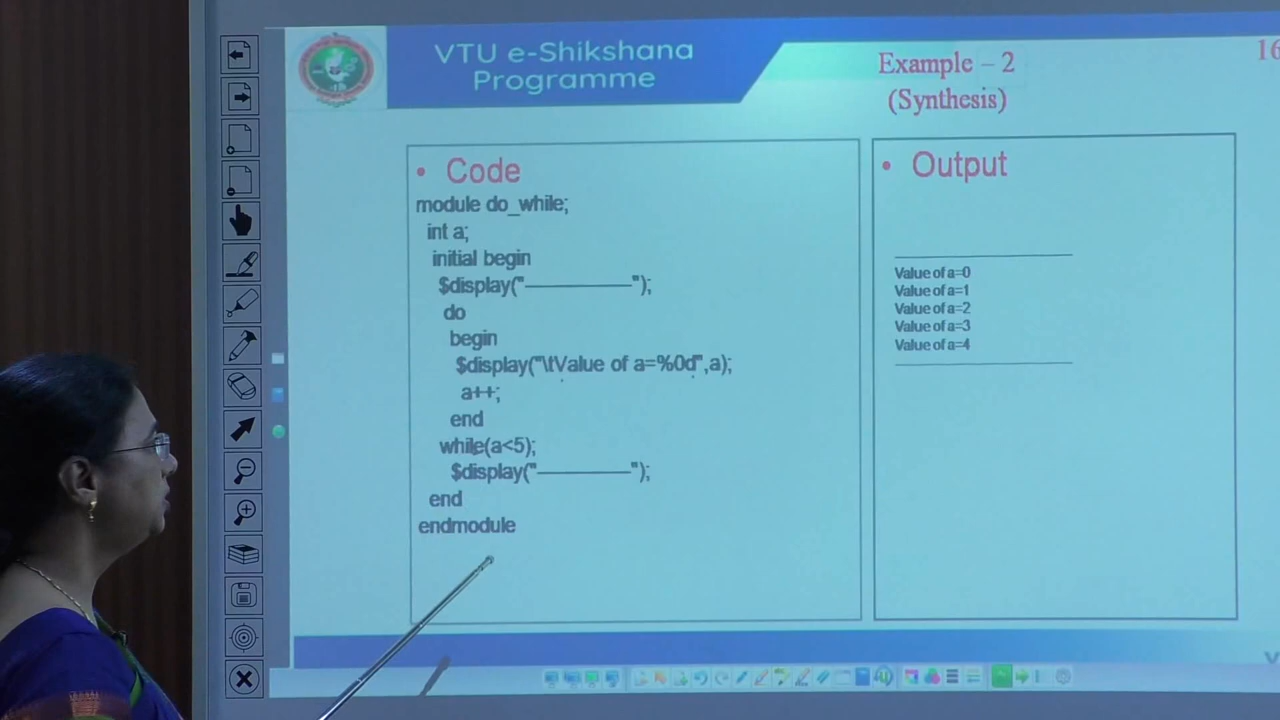 VTU e-Shikshana
Programme
Example – 2
(Synthesis)
16
• Code
module do_while;
int a;
initial begin
$display("――――――");
do
begin
$display("\tValue of a=%0d",a);
a++;
end
while(a<5);
$display("――――――");
end
endmodule
• Output
Value of a=0
Value of a=1
Value of a=2
Value of a=3
Value of a=4